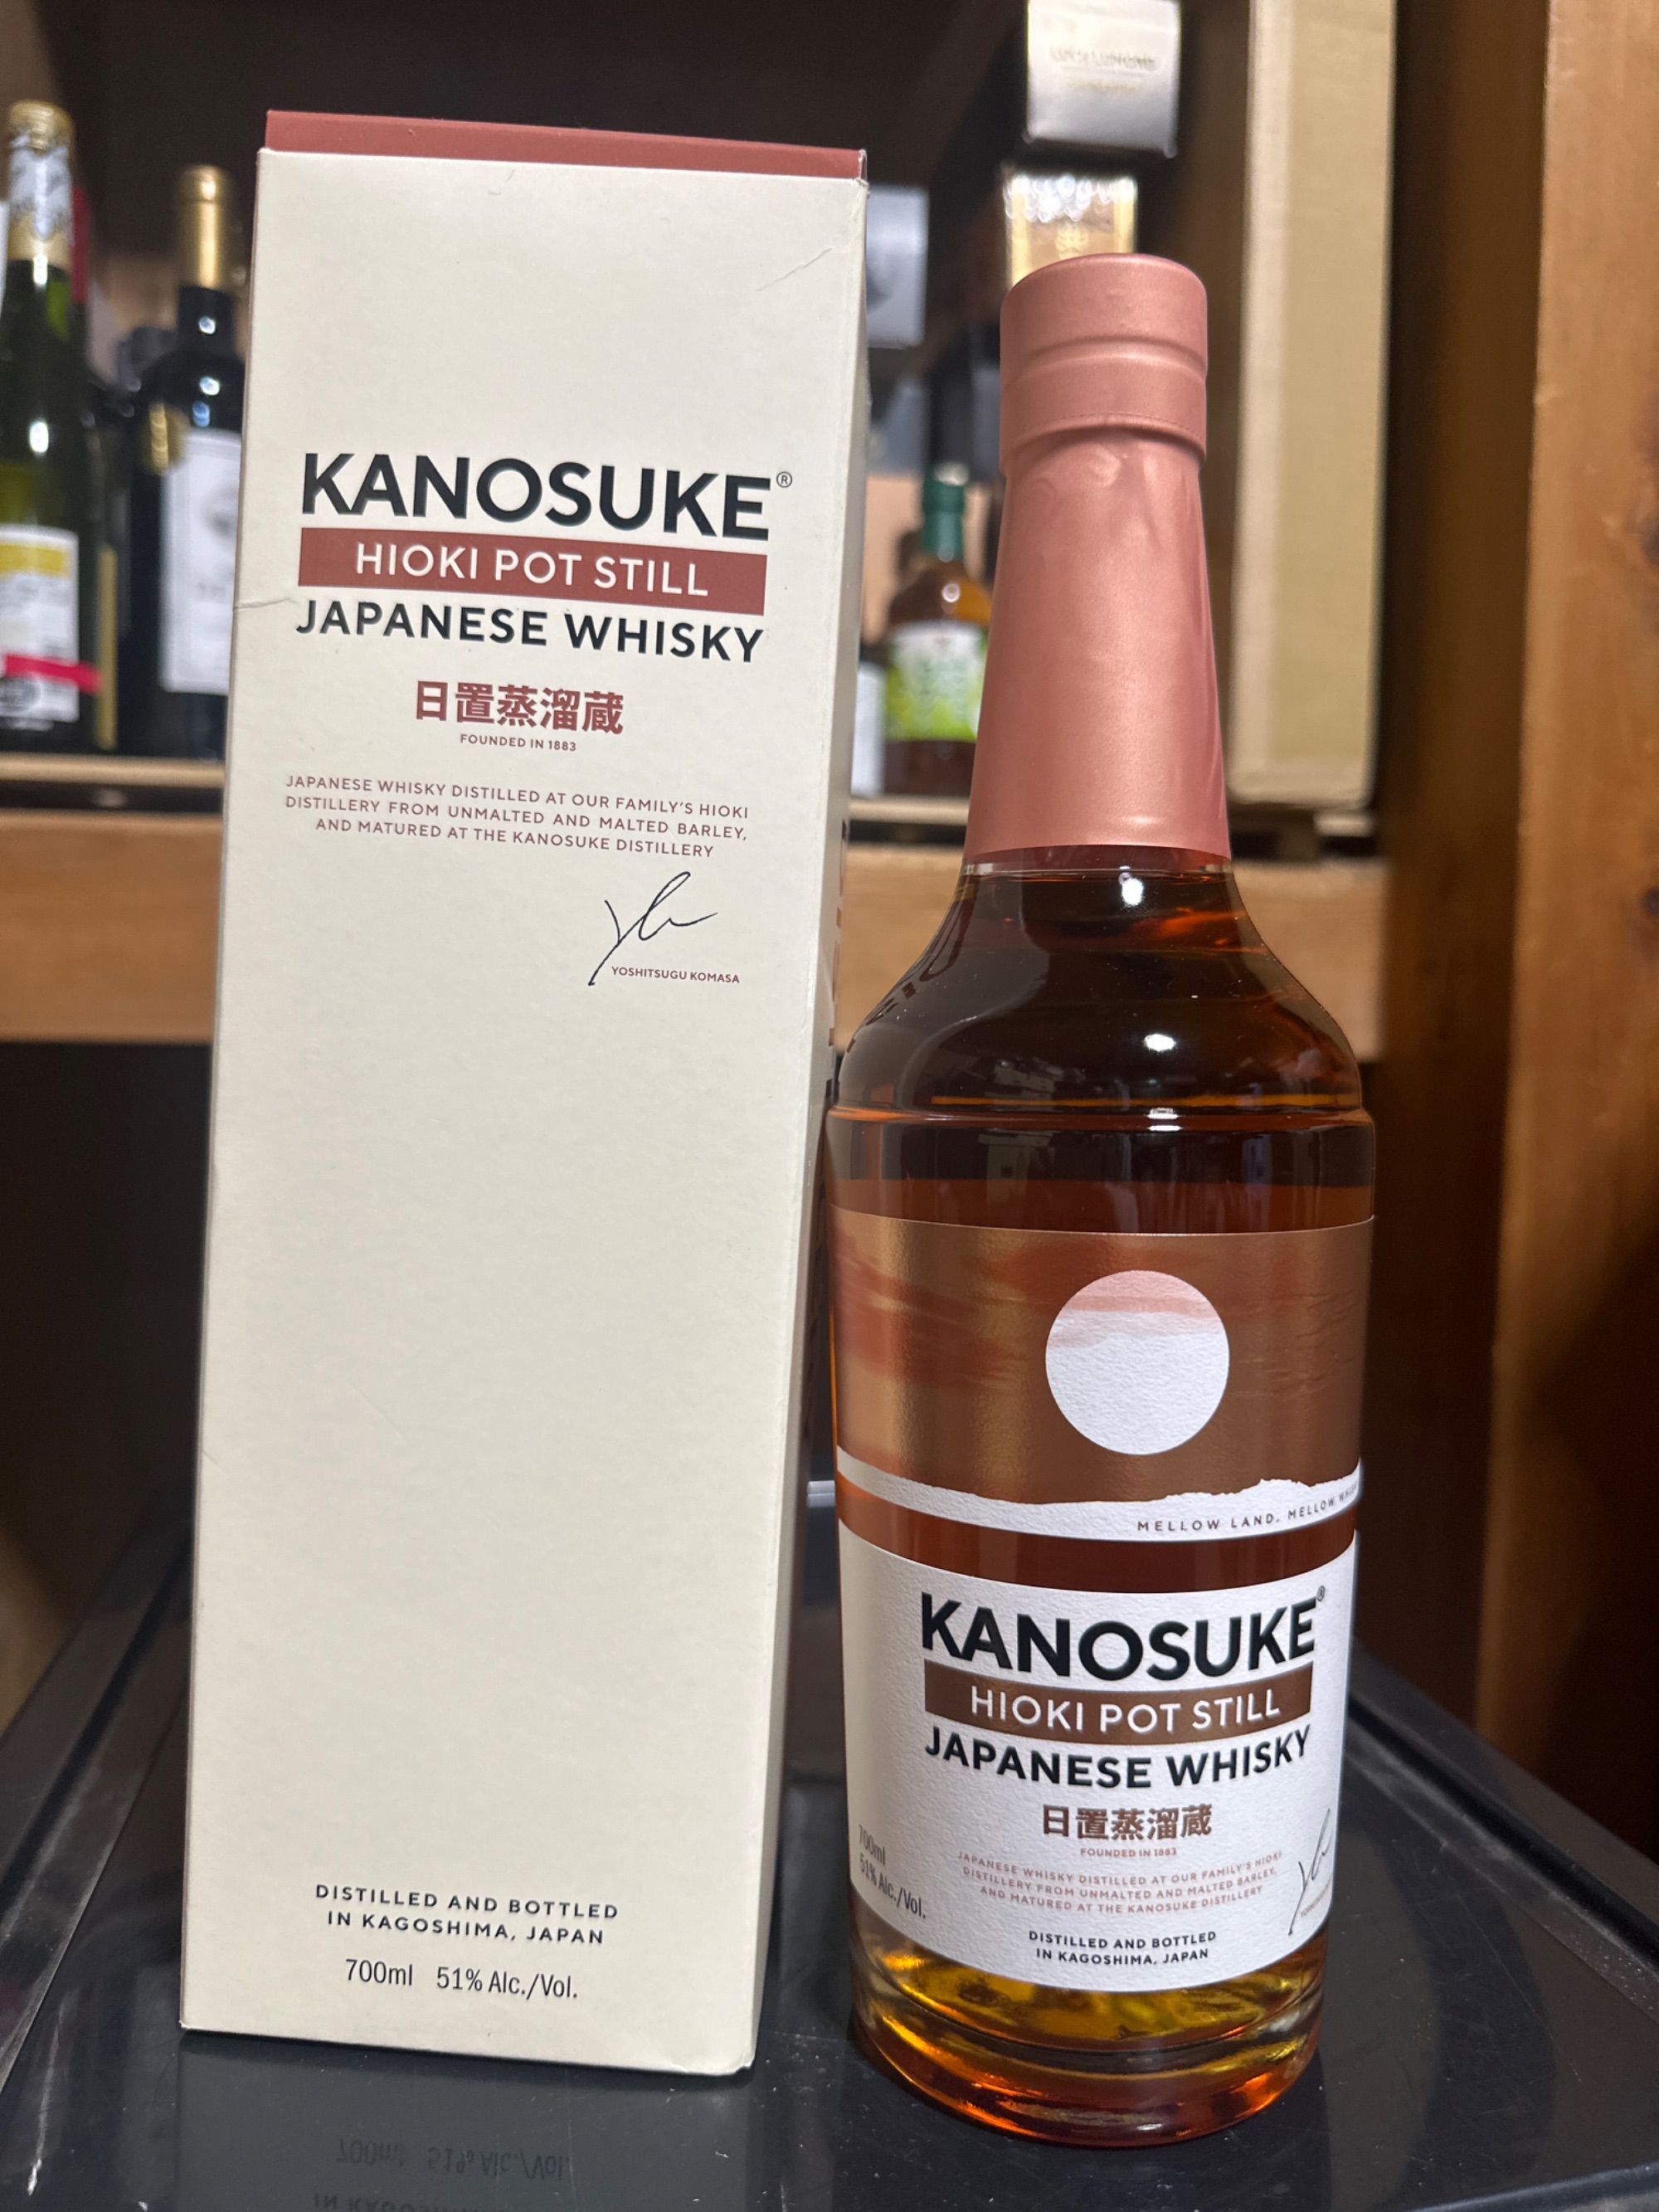 KANOSUKE®
HIOKI POT STILL
JAPANESE WHISKY
日置蒸溜蔵
FOUNDED IN 1883
JAPANESE WHISKY DISTILLED AT OUR FAMILY'S HIOKI
DISTILLERY FROM UNMALTED AND MALTED BARLEY,
AND MATURED AT THE KANOSUKE DISTILLERY
YOSHITSUGU KOMASA
DISTILLED AND BOTTLED
IN KAGOSHIMA, JAPAN
700ml 51% Alc./Vol.
MELLOW LAND. MELLOW
KANOSUKE®
HIOKI POT STILL
JAPANESE WHISKY
日置蒸溜蔵
FOUNDED IN 1883
JAPANESE WHISKY DISTILLED AT OUR FAMILY'S HIOKI
DISTILLERY FROM UNMALTED AND MALTED BARLEY,
AND MATURED AT THE KANOSUKE DISTILLERY
700ml
51% Alc./Vol.
DISTILLED AND BOTTLED
IN KAGOSHIMA, JAPAN